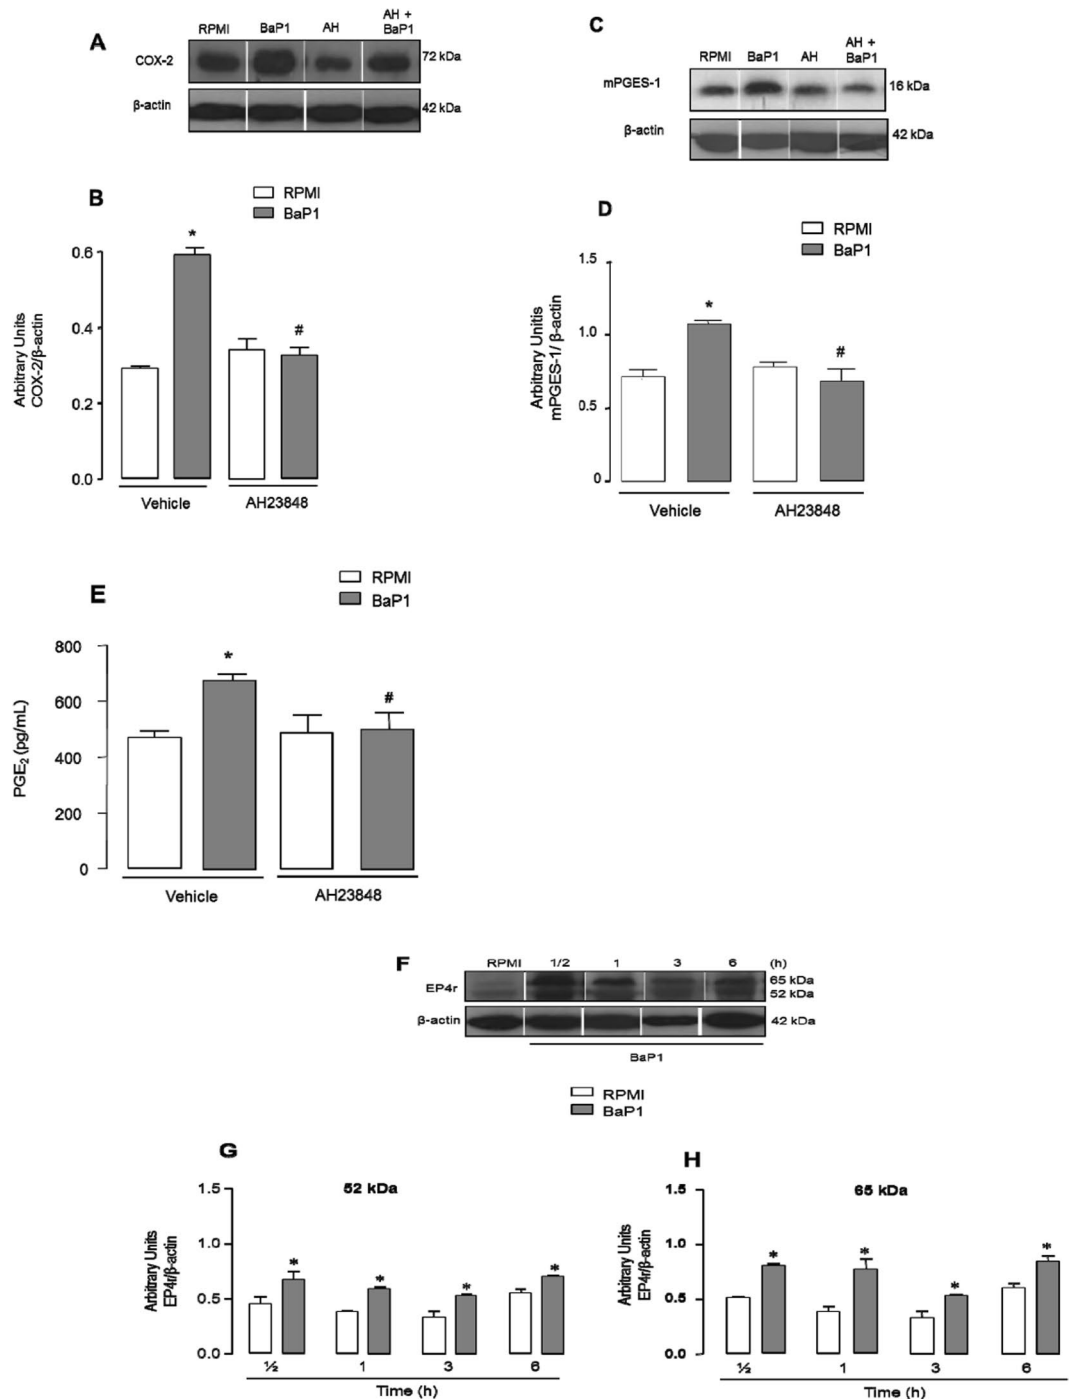 A
RPMI BaP1 AH AH + BaP1
COX-2 72 kDa
β-actin 42 kDa
C
RPMI BaP1 AH AH + BaP1
mPGES-1 16 kDa
β-actin 42 kDa
B
RPMI
BaP1
Arbitrary Units
COX-2/β-actin
0.6
0.4
0.2
0.0
*
#
Vehicle AH23848
D
RPMI
BaP1
Arbitrary Unitis
mPGES-1/ β-actin
1.5
1.0
0.5
0
*
#
Vehicle AH23848
E
RPMI
BaP1
PGE2 (pg/mL)
800
600
400
200
0
*
#
Vehicle AH23848
F
RPMI 1/2 1 3 6 (h)
EP4r 65 kDa
52 kDa
β-actin 42 kDa
BaP1
RPMI
BaP1
G
52 kDa
Arbitrary Units
EP4r/β-actin
1.5
1.0
0.5
0.0
* * * *
½ 1 3 6
Time (h)
H
65 kDa
Arbitrary Units
EP4r/β-actin
1.5
1.0
0.5
0.0
* * * *
½ 1 3 6
Time (h)